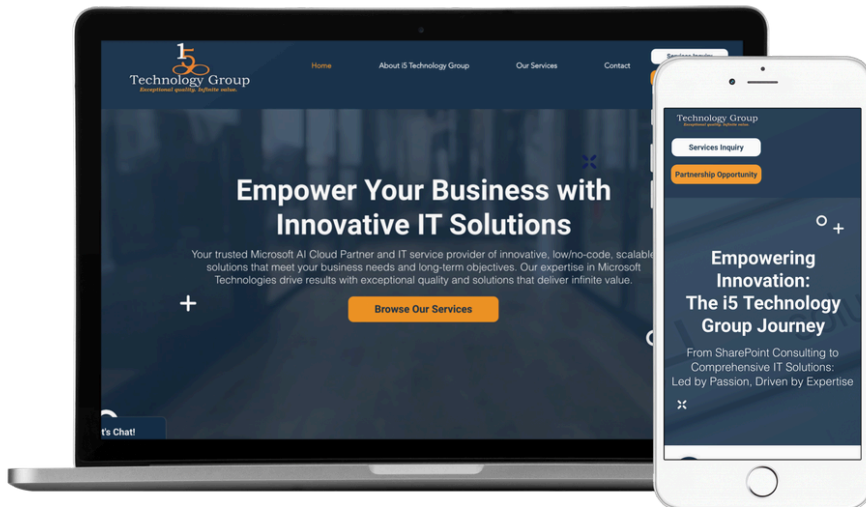 i5
Technology Group
Exceptional quality. Infinite value.
Home
About i5 Technology Group
Our Services
Contact
Services Inquiry
Empower Your Business with
Innovative IT Solutions
Your trusted Microsoft AI Cloud Partner and IT service provider of innovative, low/no-code, scalable
solutions that meet your business needs and long-term objectives. Our expertise in Microsoft
Technologies drive results with exceptional quality and solutions that deliver infinite value.
Browse Our Services
t's Chat!
Technology Group
Exceptional quality. Infinite value.
Services Inquiry
Partnership Opportunity
Empowering
Innovation:
The i5 Technology
Group Journey
From SharePoint Consulting to
Comprehensive IT Solutions:
Led by Passion, Driven by Expertise